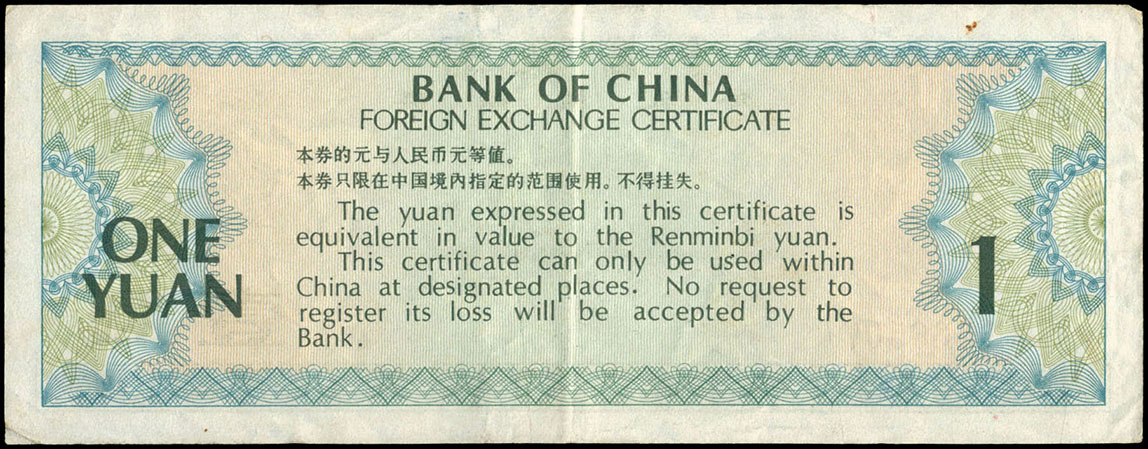 BANK OF CHINA
FOREIGN EXCHANGE CERTIFICATE
本券的元与人民币元等値。
本券只限在中国境内指定的范围使用。不得挂失。
The yuan expressed in this certificate is
equivalent in value to the Renminbi yuan.
This certificate can only be used within
China at designated places. No request to
register its loss will be accepted by the
Bank.
ONE
YUAN
1